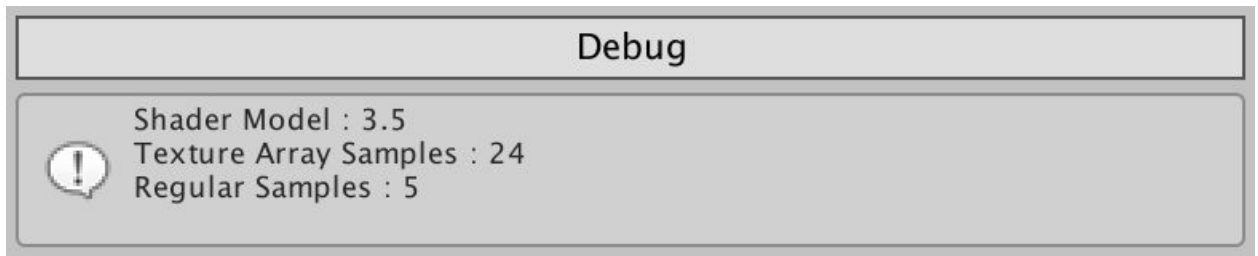 Debug
Shader Model : 3.5
Texture Array Samples : 24
Regular Samples : 5